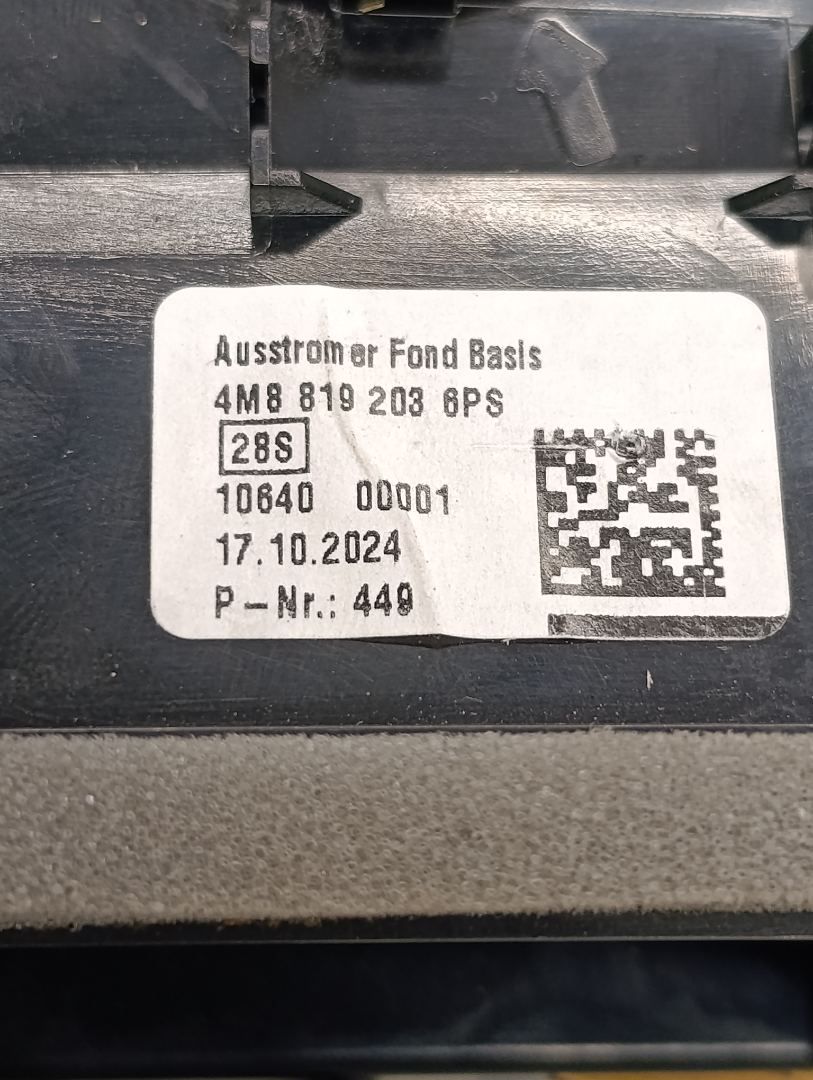 Ausstromer Fond Basis
4M8 819 203 6PS
28S
10640 00001
17.10.2024
P-Nr.: 449